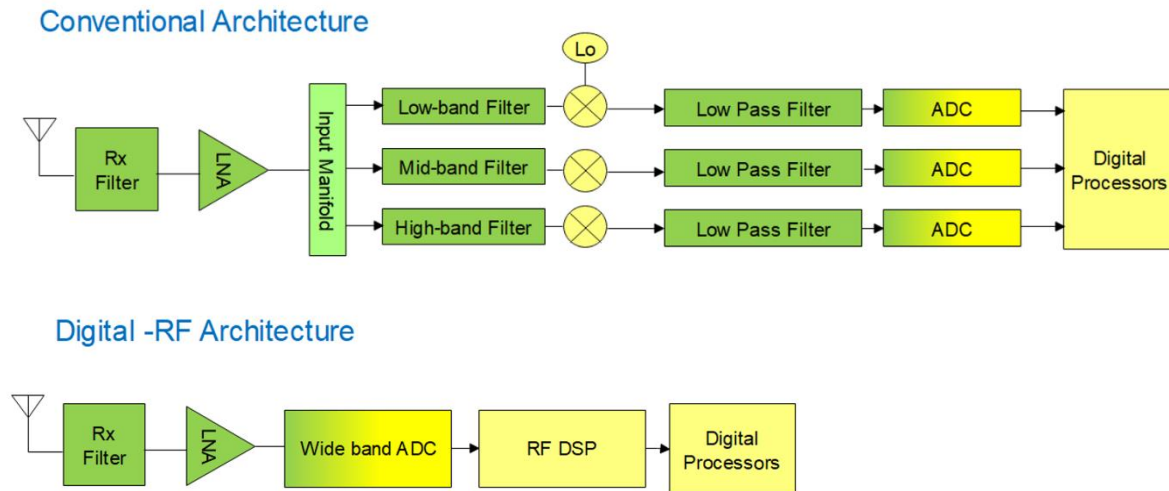 Conventional Architecture
Lo
Rx
Filter
LNA
Input Manifold
Low-band Filter
Low Pass Filter
ADC
Mid-band Filter
Low Pass Filter
ADC
High-band Filter
Low Pass Filter
ADC
Digital
Processors
Digital -RF Architecture
Rx
Filter
LNA
Wide band ADC
RF DSP
Digital
Processors